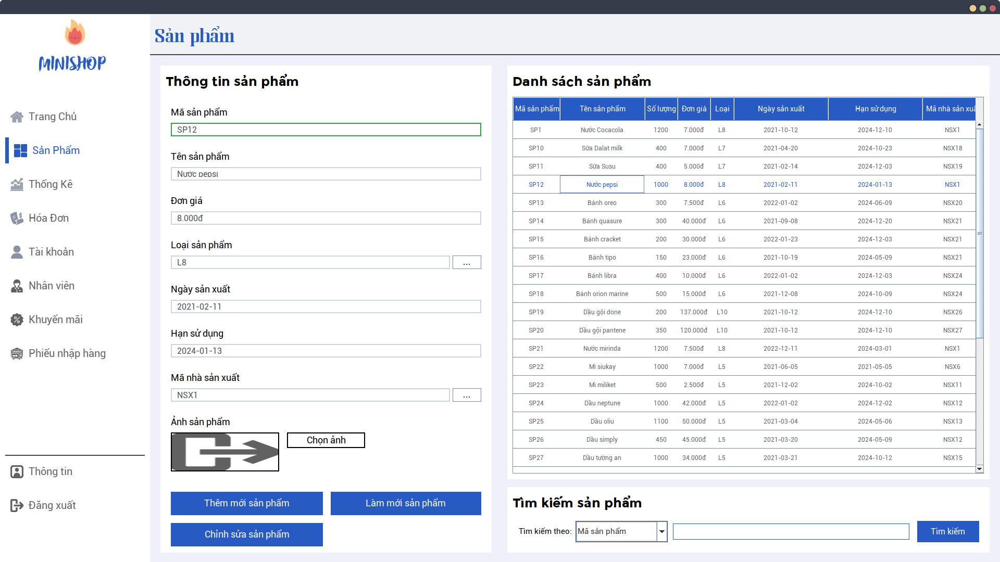 MINISHOP
Trang Chủ
Sản Phẩm
Thống Kê
Hóa Đơn
Tài khoản
Nhân viên
Khuyến mãi
Phiếu nhập hàng
Thông tin
Đăng xuất
Sản phẩm
Thông tin sản phẩm
Mã sản phẩm
SP12
Tên sản phẩm
Nước pepsi
Đơn giá
8.000đ
Loại sản phẩm
L8
...
Ngày sản xuất
2021-02-11
Hạn sử dụng
2024-01-13
Mã nhà sản xuất
NSX1
...
Ảnh sản phẩm
Chọn ảnh
Thêm mới sản phẩm
Làm mới sản phẩm
Chỉnh sửa sản phẩm
Danh sách sản phẩm
Mã sản phẩm Tên sản phẩm Số lượng Đơn giá Loại Ngày sản xuất Hạn sử dụng Mã nhà sản xuấ
SP1 Nước Cocacola 1200 7.000đ L8 2021-10-12 2024-12-10 NSX1
SP10 Sữa Dalat milk 400 7.000đ L7 2021-04-20 2024-10-23 NSX18
SP11 Sữa Susu 400 5.000đ L7 2021-02-14 2024-12-03 NSX19
SP12 Nước pepsi 1000 8.000đ L8 2021-02-11 2024-01-13 NSX1
SP13 Bánh oreo 300 7.500đ L6 2022-01-02 2024-06-09 NSX20
SP14 Bánh quasure 300 40.000đ L6 2021-09-08 2024-12-20 NSX21
SP15 Bánh cracket 200 30.000đ L6 2022-01-23 2024-12-03 NSX21
SP16 Bánh tipo 150 23.000đ L6 2021-10-19 2024-05-09 NSX21
SP17 Bánh libra 400 10.000đ L6 2022-01-02 2024-12-03 NSX24
SP18 Bánh orion marine 500 15.000đ L6 2021-12-08 2024-10-09 NSX24
SP19 Dầu gội done 200 137.000đ L10 2021-10-12 2024-12-10 NSX26
SP20 Dầu gội pantene 350 120.000đ L10 2021-10-12 2024-12-10 NSX27
SP21 Nước mirinda 1200 7.500đ L8 2022-12-11 2024-03-01 NSX1
SP22 Mì siukay 1000 7.000đ L5 2021-06-05 2021-05-05 NSX6
SP23 Mì miliket 500 2.500đ L5 2021-12-02 2024-10-02 NSX11
SP24 Dầu neptune 1000 42.000đ L5 2022-01-02 2024-12-02 NSX12
SP25 Dầu oliu 1100 50.000đ L5 2021-03-04 2024-05-06 NSX13
SP26 Dầu simply 450 45.000đ L5 2021-03-20 2024-05-09 NSX12
SP27 Dầu tường an 1000 34.000đ L5 2021-03-21 2024-10-12 NSX15
Tìm kiếm sản phẩm
Tìm kiếm theo: Mã sản phẩm Tìm kiếm